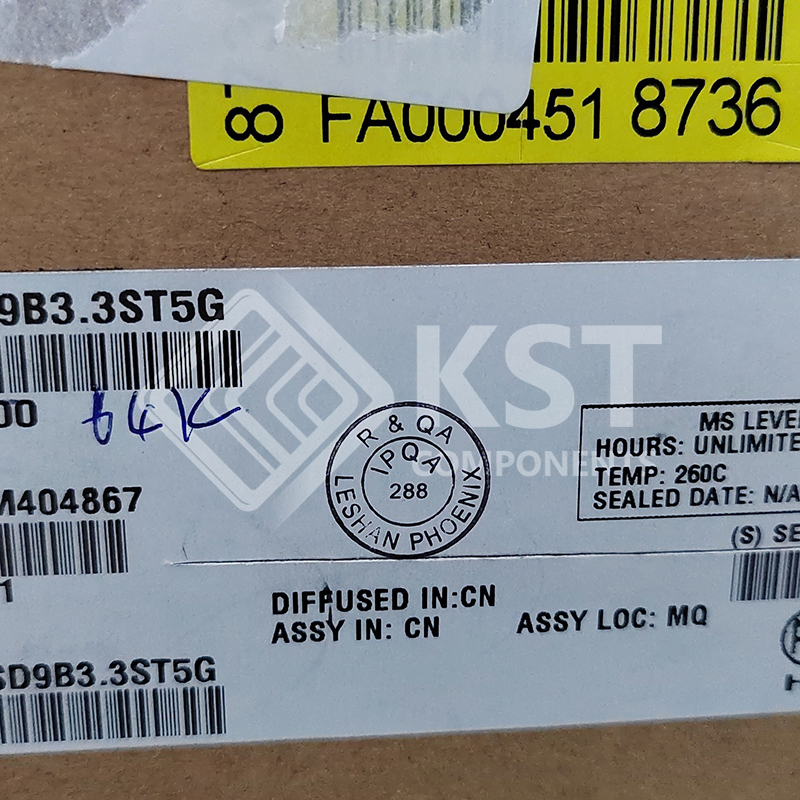 8-
FA000451 8736
9B3.3ST5G
00 64K
M404867
1
SD9B3.3ST5G
KST
COMPONENT
R & QA
IPQA
288
LESHAN PHOENIX
DIFFUSED IN:CN
ASSY IN: CN
ASSY LOC: MQ
MS LEVE
HOURS: UNLIMITE
TEMP: 260C
SEALED DATE: N/A
(S) SE
H